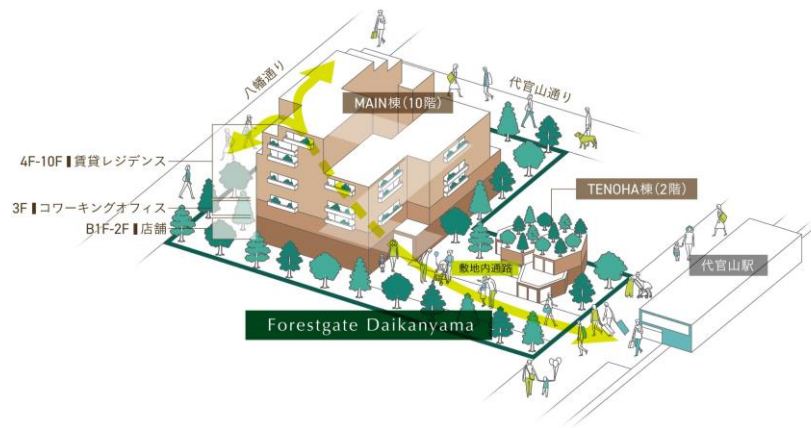 八幡通り
代官山通り
MAIN棟(10階)
4F-10F ▌賃貸レジデンス
3F ▌コワーキングオフィス
B1F-2F ▌店舗
TENOHA棟(2階)
敷地内通路
代官山駅
Forestgate Daikanyama